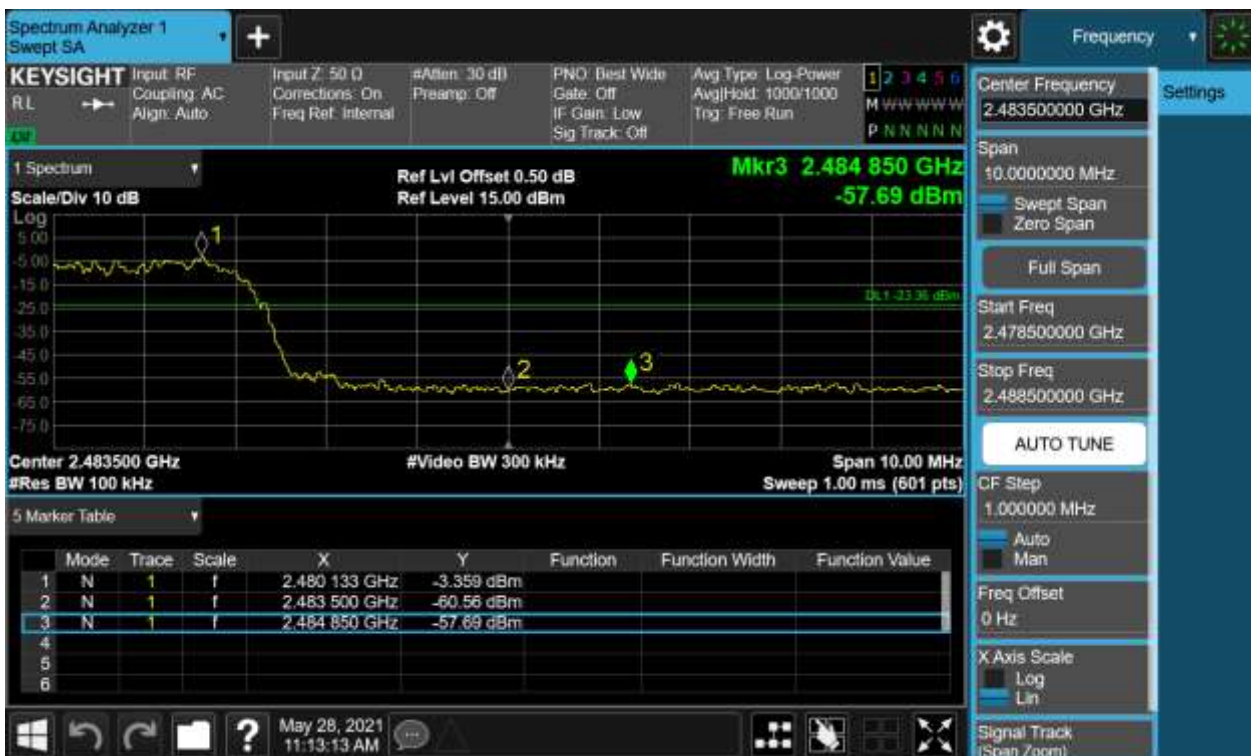 Spectrum Analyzer 1
Swept SA
+
Frequency
KEYSIGHT
RL
Input: RF
Coupling: AC
Align: Auto
Input Z: 50 Ω
Corrections: On
Freq Ref: Internal
#Atten: 30 dB
Preamp: Off
PNO: Best Wide
Gate: Off
IF Gain: Low
Sig Track: Off
Avg Type: Log-Power
Avg|Hold: 1000/1000
Trig: Free Run
1 2 3 4 5 6
M W W W W W
P N N N N N
Center Frequency
2.483500000 GHz
Settings
Span
10.0000000 MHz
Swept Span
Zero Span
Full Span
Start Freq
2.478500000 GHz
Stop Freq
2.488500000 GHz
AUTO TUNE
CF Step
1.000000 MHz
Auto
Man
Freq Offset
0 Hz
X Axis Scale
Log
Lin
Signal Track
(Span Zoom)
1 Spectrum
Scale/Div 10 dB
Ref Lvl Offset 0.50 dB
Ref Level 15.00 dBm
Mkr3 2.484 850 GHz
-57.69 dBm
Log
5.00
-5.00
-15.0
-25.0
-35.0
-45.0
-55.0
-65.0
-75.0
1
2
3
DL1 -23.36 dBm
Center 2.483500 GHz
#Res BW 100 kHz
#Video BW 300 kHz
Span 10.00 MHz
Sweep 1.00 ms (601 pts)
5 Marker Table
Mode Trace Scale X Y Function Function Width Function Value
1 N 1 f 2.480 133 GHz -3.359 dBm
2 N 1 f 2.483 500 GHz -60.56 dBm
3 N 1 f 2.484 850 GHz -57.69 dBm
4
5
6
?
May 28, 2021
11:13:13 AM